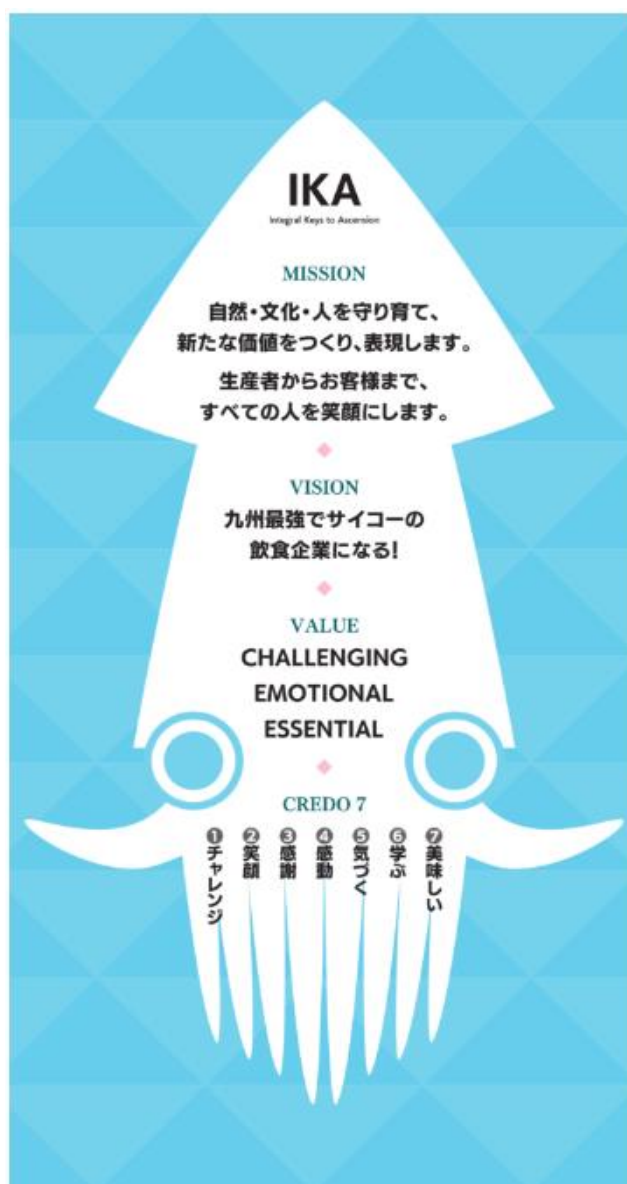 IKA
Integral Keys to Ascension
MISSION
自然・文化・人を守り育て、
新たな価値をつくり、表現します。
生産者からお客様まで、
すべての人を笑顔にします。
VISION
九州最強でサイコーの
飲食企業になる!
VALUE
CHALLENGING
EMOTIONAL
ESSENTIAL
CREDO 7
❶チャレンジ
❷笑顔
❸感謝
❹感動
❺気づく
❻学ぶ
❼美味しい